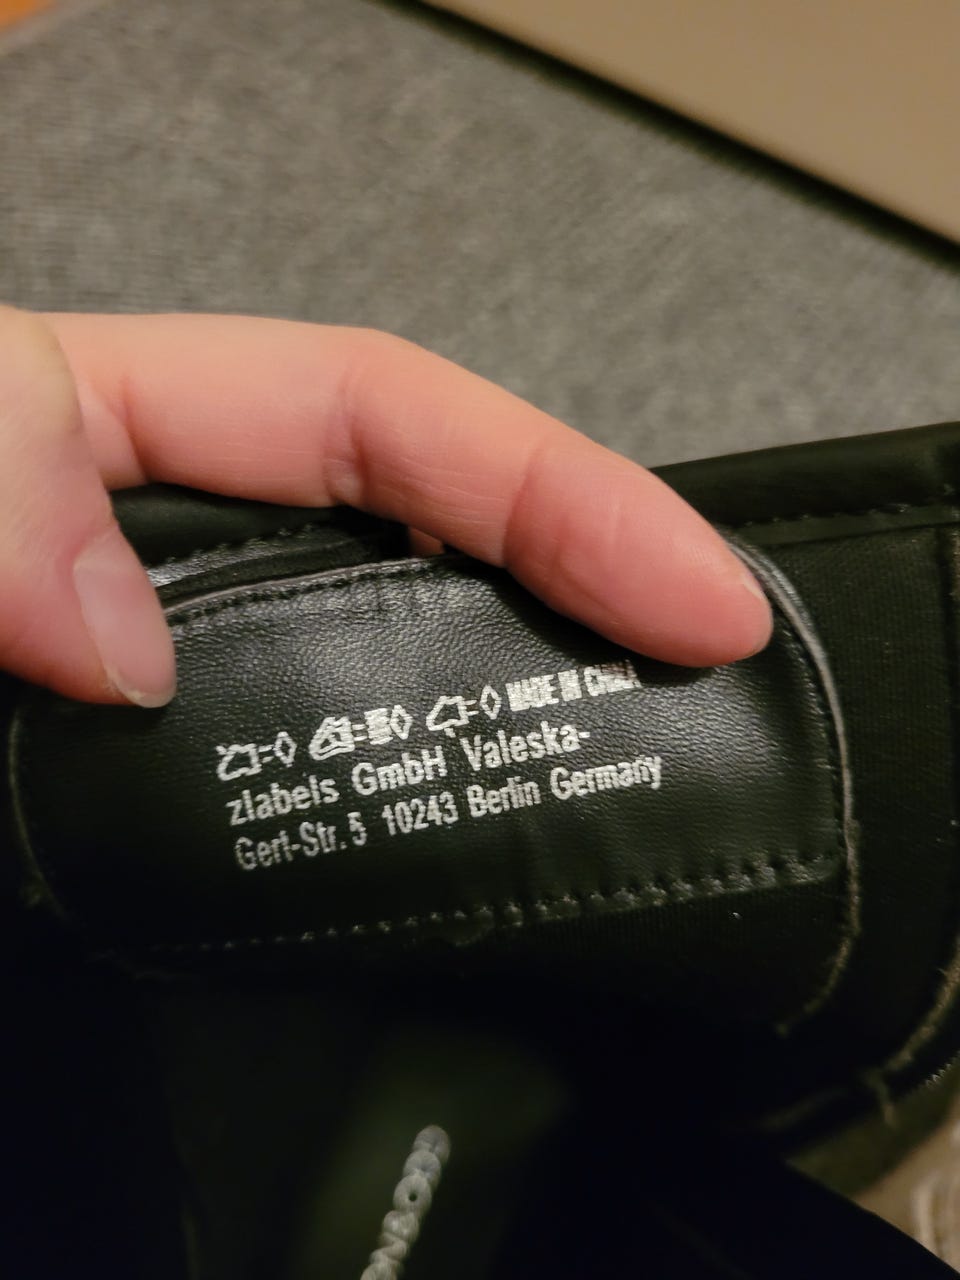 MADE IN CHINA
zlabels GmbH Valeska-
Gert-Str. 5 10243 Berlin Germany